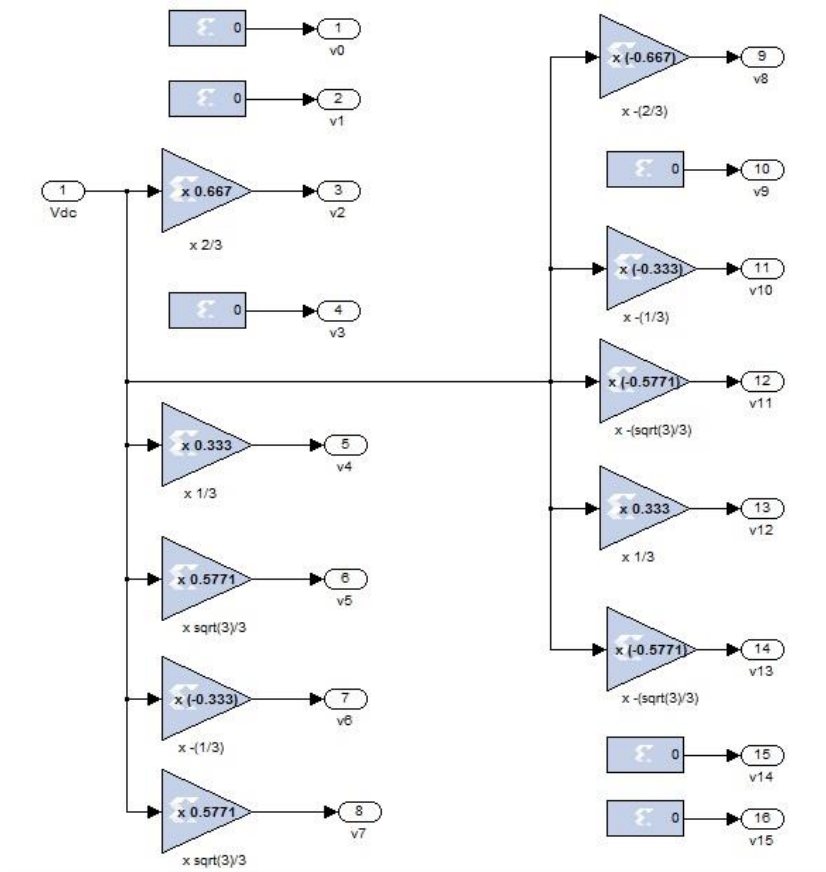 0
1
v0
0
2
v1
1
Vdc
x 0.667
3
v2
x 2/3
0
4
v3
x 0.333
5
v4
x 1/3
x 0.5771
6
v5
x sqrt(3)/3
x (-0.333)
7
v6
x -(1/3)
x 0.5771
8
v7
x sqrt(3)/3
x (-0.667)
9
v8
x -(2/3)
0
10
v9
x (-0.333)
11
v10
x -(1/3)
x (-0.5771)
12
v11
x -(sqrt(3)/3)
x 0.333
13
v12
x 1/3
x (-0.5771)
14
v13
x -(sqrt(3)/3)
0
15
v14
0
16
v15